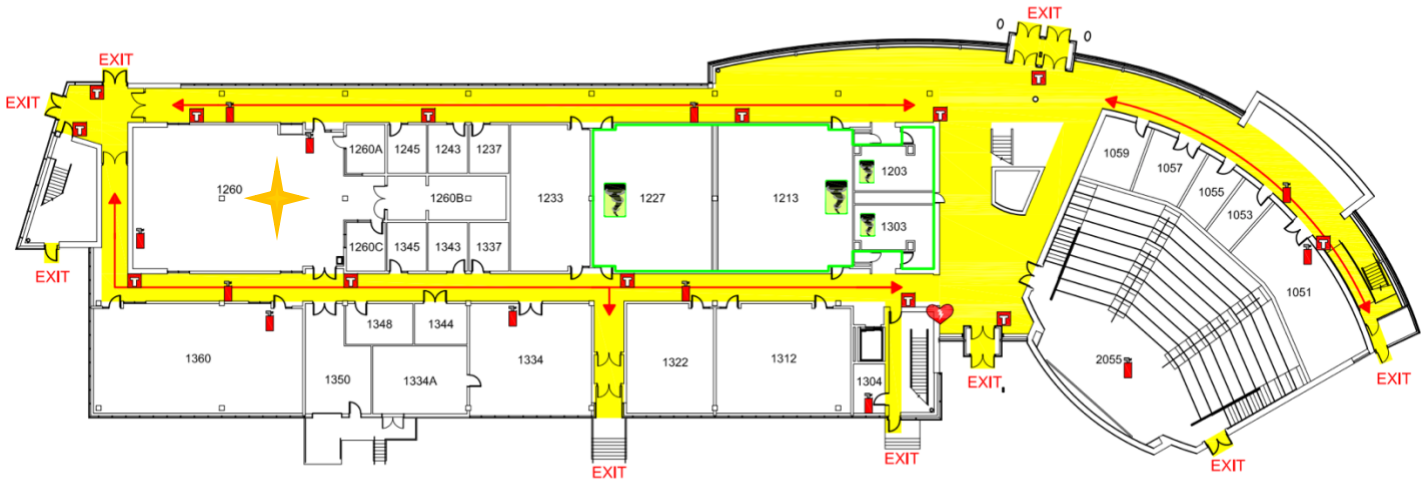 EXIT
EXIT
EXIT
T
T
T
T
T
T
T
1260
1260A
1245
1243
1237
1260B
1233
1227
1213
1203
1303
1260C
1345
1343
1337
1059
1057
1055
1053
1051
T
EXIT
T
T
T
T
T
1348
1344
1360
1350
1334A
1334
1322
1312
1304
2055
EXIT
EXIT
EXIT
EXIT
EXIT